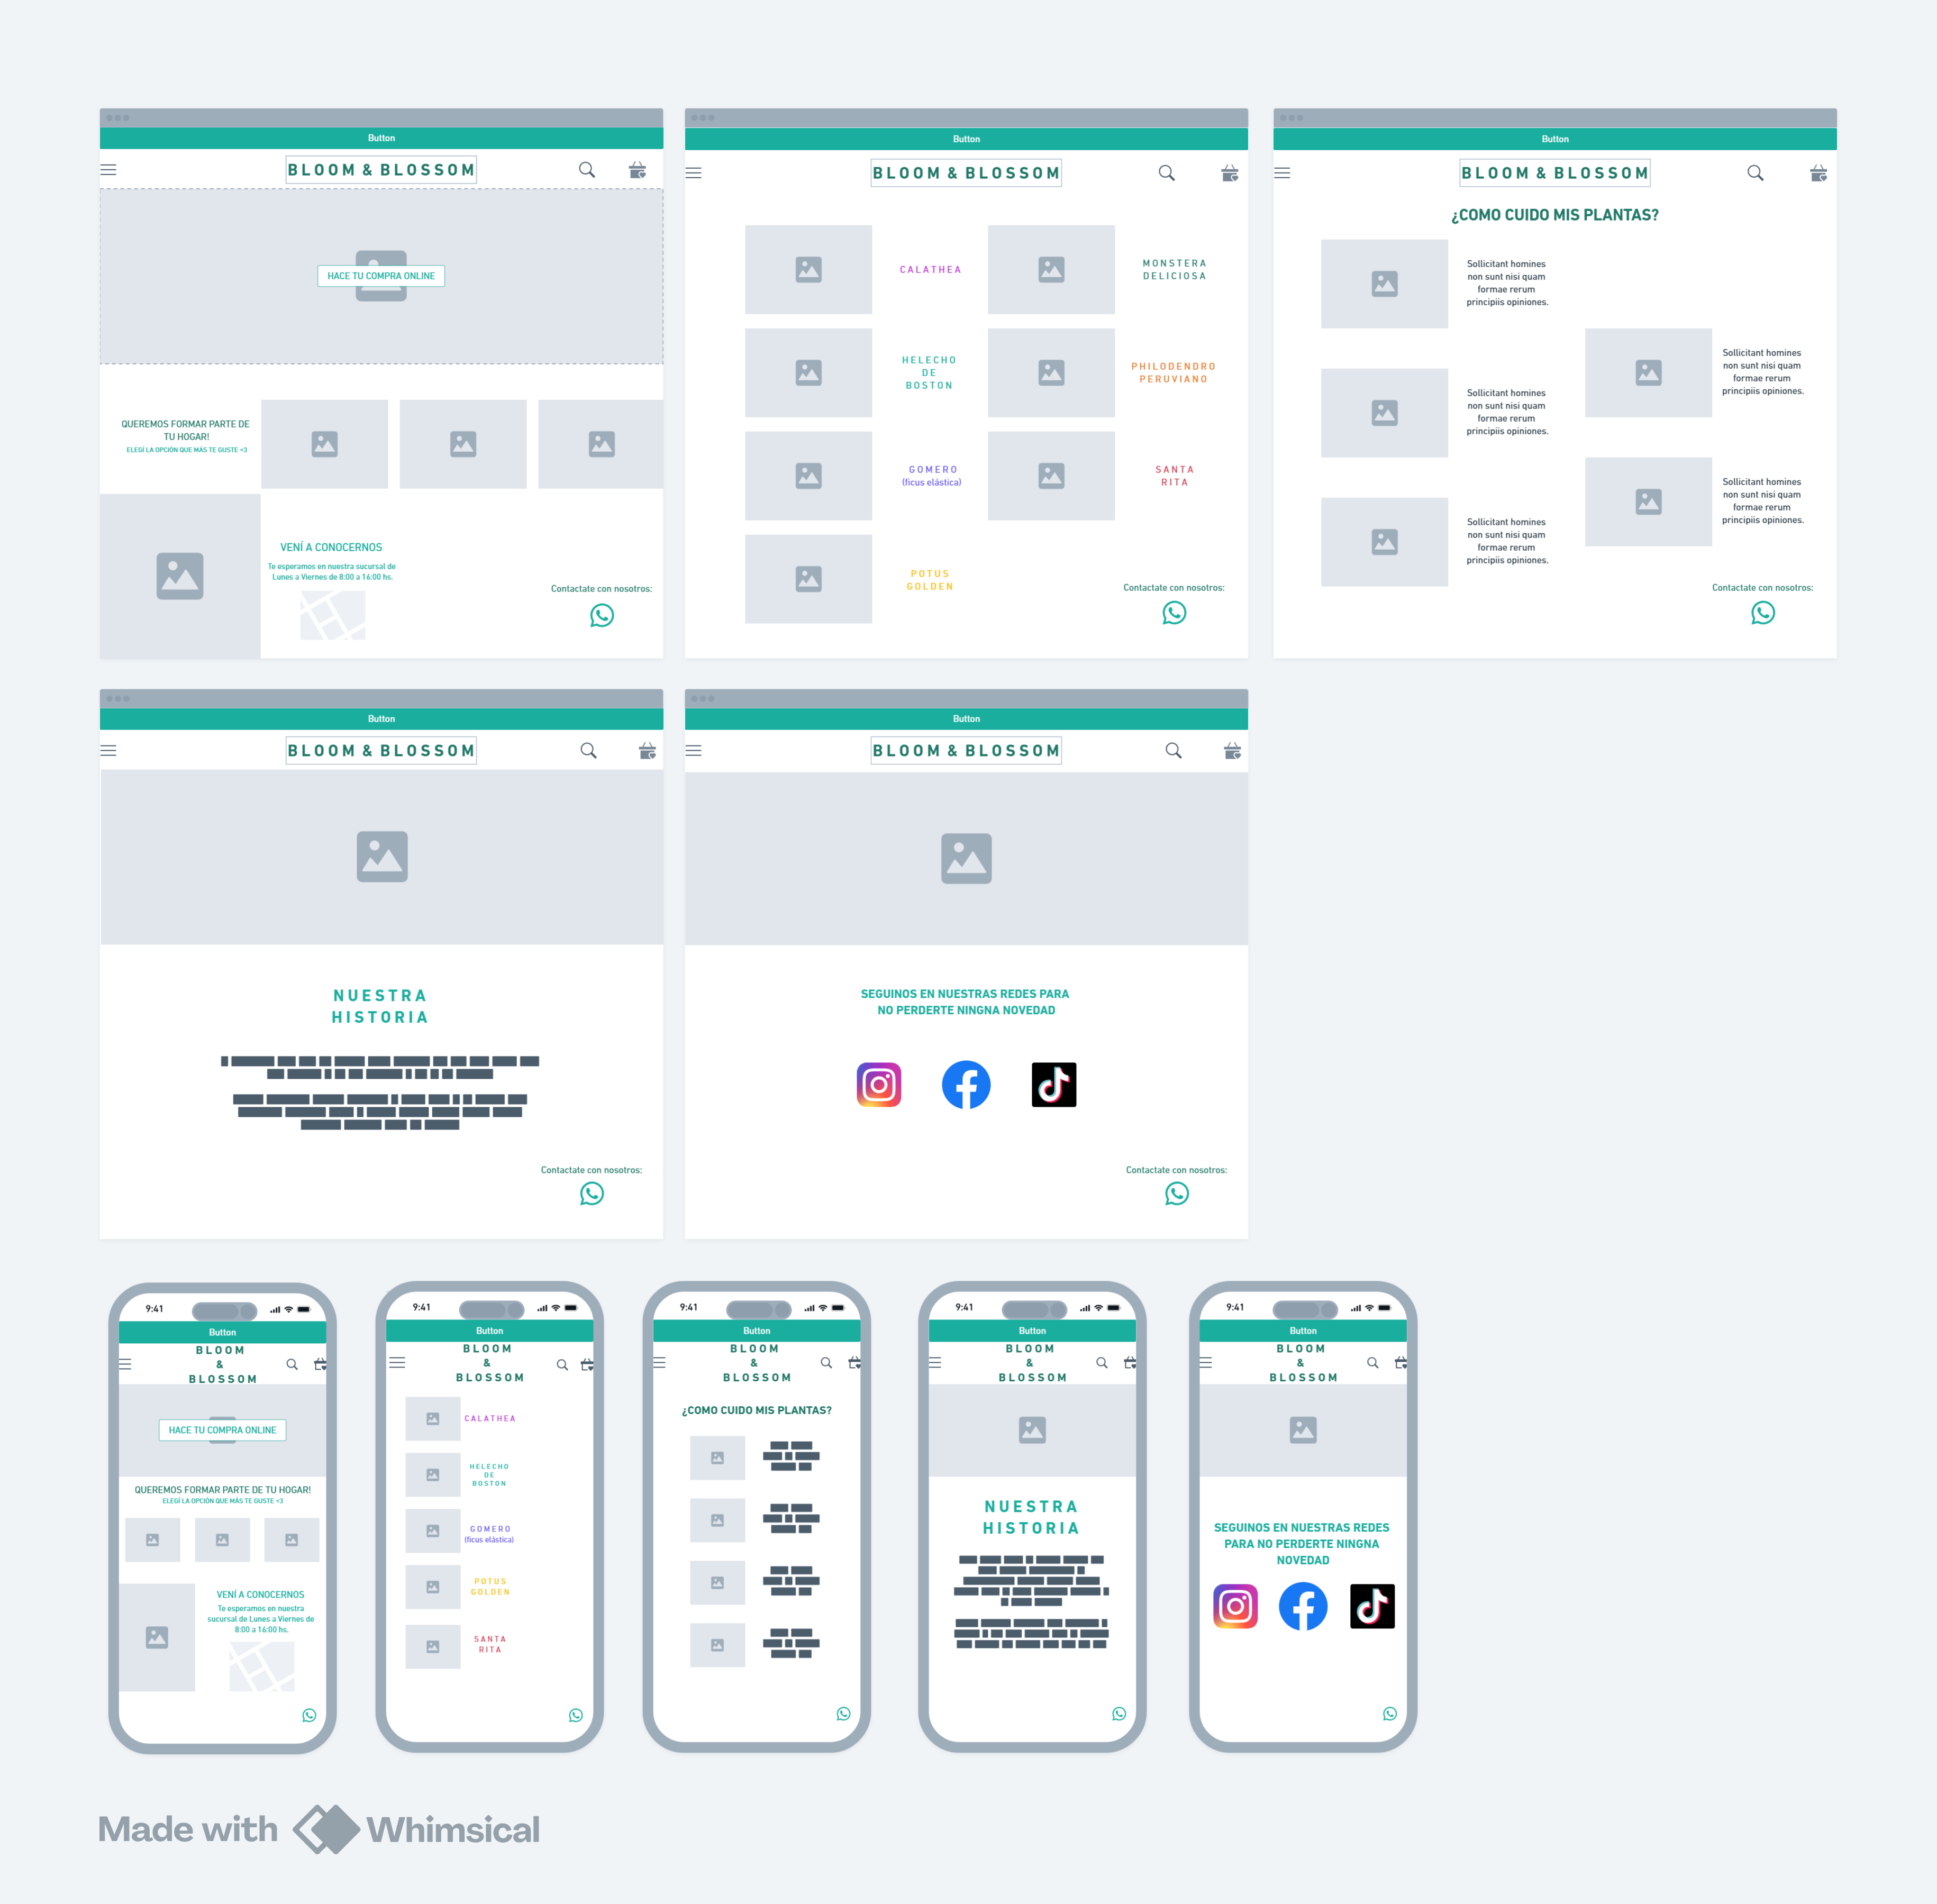 Button
BLOOM & BLOSSOM
HACE TU COMPRA ONLINE
QUEREMOS FORMAR PARTE DE
TU HOGAR!
ELEGÍ LA OPCIÓN QUE MÁS TE GUSTE <3
VENÍ A CONOCERNOS
Te esperamos en nuestra sucursal de
Lunes a Viernes de 8:00 a 16:00 hs.
Contactate con nosotros:
Button
BLOOM & BLOSSOM
CALATHEA
MONSTERA
DELICIOSA
HELECHO
DE
BOSTON
PHILODENDRO
PERUVIANO
GOMERO
(ficus elástica)
SANTA
RITA
POTUS
GOLDEN
Contactate con nosotros:
Button
BLOOM & BLOSSOM
¿COMO CUIDO MIS PLANTAS?
Sollicitant homines
non sunt nisi quam
formae rerum
principiis opiniones.
Sollicitant homines
non sunt nisi quam
formae rerum
principiis opiniones.
Sollicitant homines
non sunt nisi quam
formae rerum
principiis opiniones.
Sollicitant homines
non sunt nisi quam
formae rerum
principiis opiniones.
Sollicitant homines
non sunt nisi quam
formae rerum
principiis opiniones.
Contactate con nosotros:
Button
BLOOM & BLOSSOM
NUESTRA
HISTORIA
Contactate con nosotros:
Button
BLOOM & BLOSSOM
SEGUINOS EN NUESTRAS REDES PARA
NO PERDERTE NINGNA NOVEDAD
Contactate con nosotros:
9:41
Button
BLOOM
&
BLOSSOM
HACE TU COMPRA ONLINE
QUEREMOS FORMAR PARTE DE TU HOGAR!
ELEGÍ LA OPCIÓN QUE MÁS TE GUSTE <3
VENÍ A CONOCERNOS
Te esperamos en nuestra
sucursal de Lunes a Viernes de
8:00 a 16:00 hs.
9:41
Button
BLOOM
&
BLOSSOM
CALATHEA
HELECHO
DE
BOSTON
GOMERO
(ficus elástica)
POTUS
GOLDEN
SANTA
RITA
9:41
Button
BLOOM
&
BLOSSOM
¿COMO CUIDO MIS PLANTAS?
9:41
Button
BLOOM
&
BLOSSOM
NUESTRA
HISTORIA
9:41
Button
BLOOM
&
BLOSSOM
SEGUINOS EN NUESTRAS REDES
PARA NO PERDERTE NINGNA
NOVEDAD
Made with Whimsical